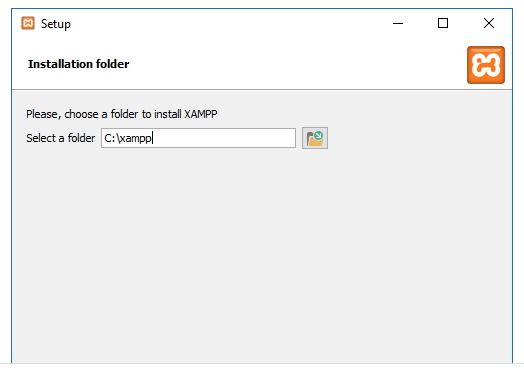 Setup
Installation folder
Please, choose a folder to install XAMPP
Select a folder C:\xampp